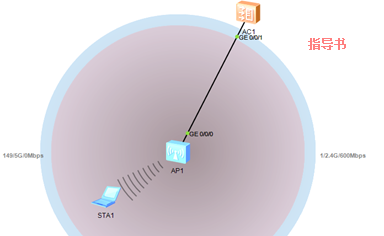 AC1
GE 0/0/1
指导书
GE 0/0/0
149/5G/0Mbps
1/2.4G/600Mbps
AP1
STA1